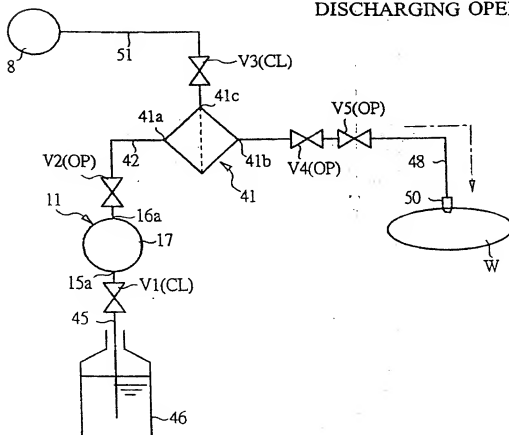 DISCHARGING OPE
8
51
V3(CL)
41c
41a
V5(OP)
42
41b
V4(OP)
41
48
V2(OP)
50
11
16a
17
W
15a
V1(CL)
45
46